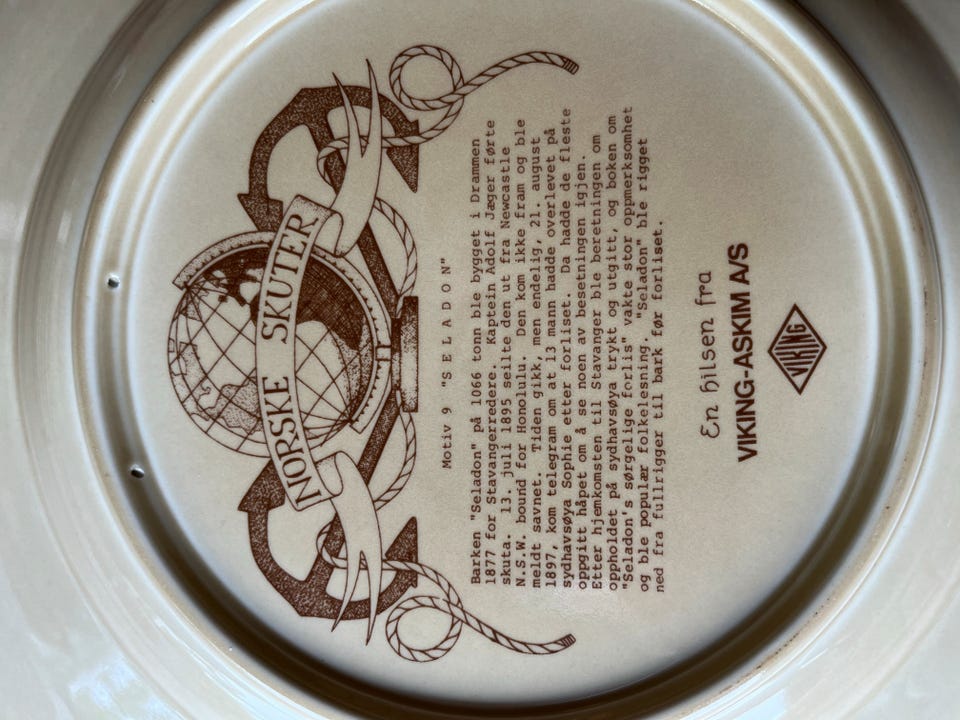 NORSKE SKUTER
Motiv 9 "SELADON"
Barken "Seladon" på 1066 tonn ble bygget i Drammen
1877 for Stavangerredere. Kaptein Adolf Jæger førte
skuta. 13. juli 1895 seilte den ut fra Newcastle
N.S.W. bound for Honolulu. Den kom ikke fram og ble
meldt savnet. Tiden gikk, men endelig, 21. august
1897, kom telegram om at 13 mann hadde overlevet på
sydhavsøya Sophie etter forliset. Da hadde de fleste
oppgitt håpet om å se noen av besetningen igjen.
Etter hjemkomsten til Stavanger ble beretningen om
oppholdet på sydhavsøya trykt og utgitt, og boken om
"Seladon's sørgelige forlis" vakte stor oppmerksomhet
og ble populær folkelesning. "Seladon" ble rigget
ned fra fullrigger til bark før forliset.
En hilsen fra
VIKING-ASKIM A/S
VIKING